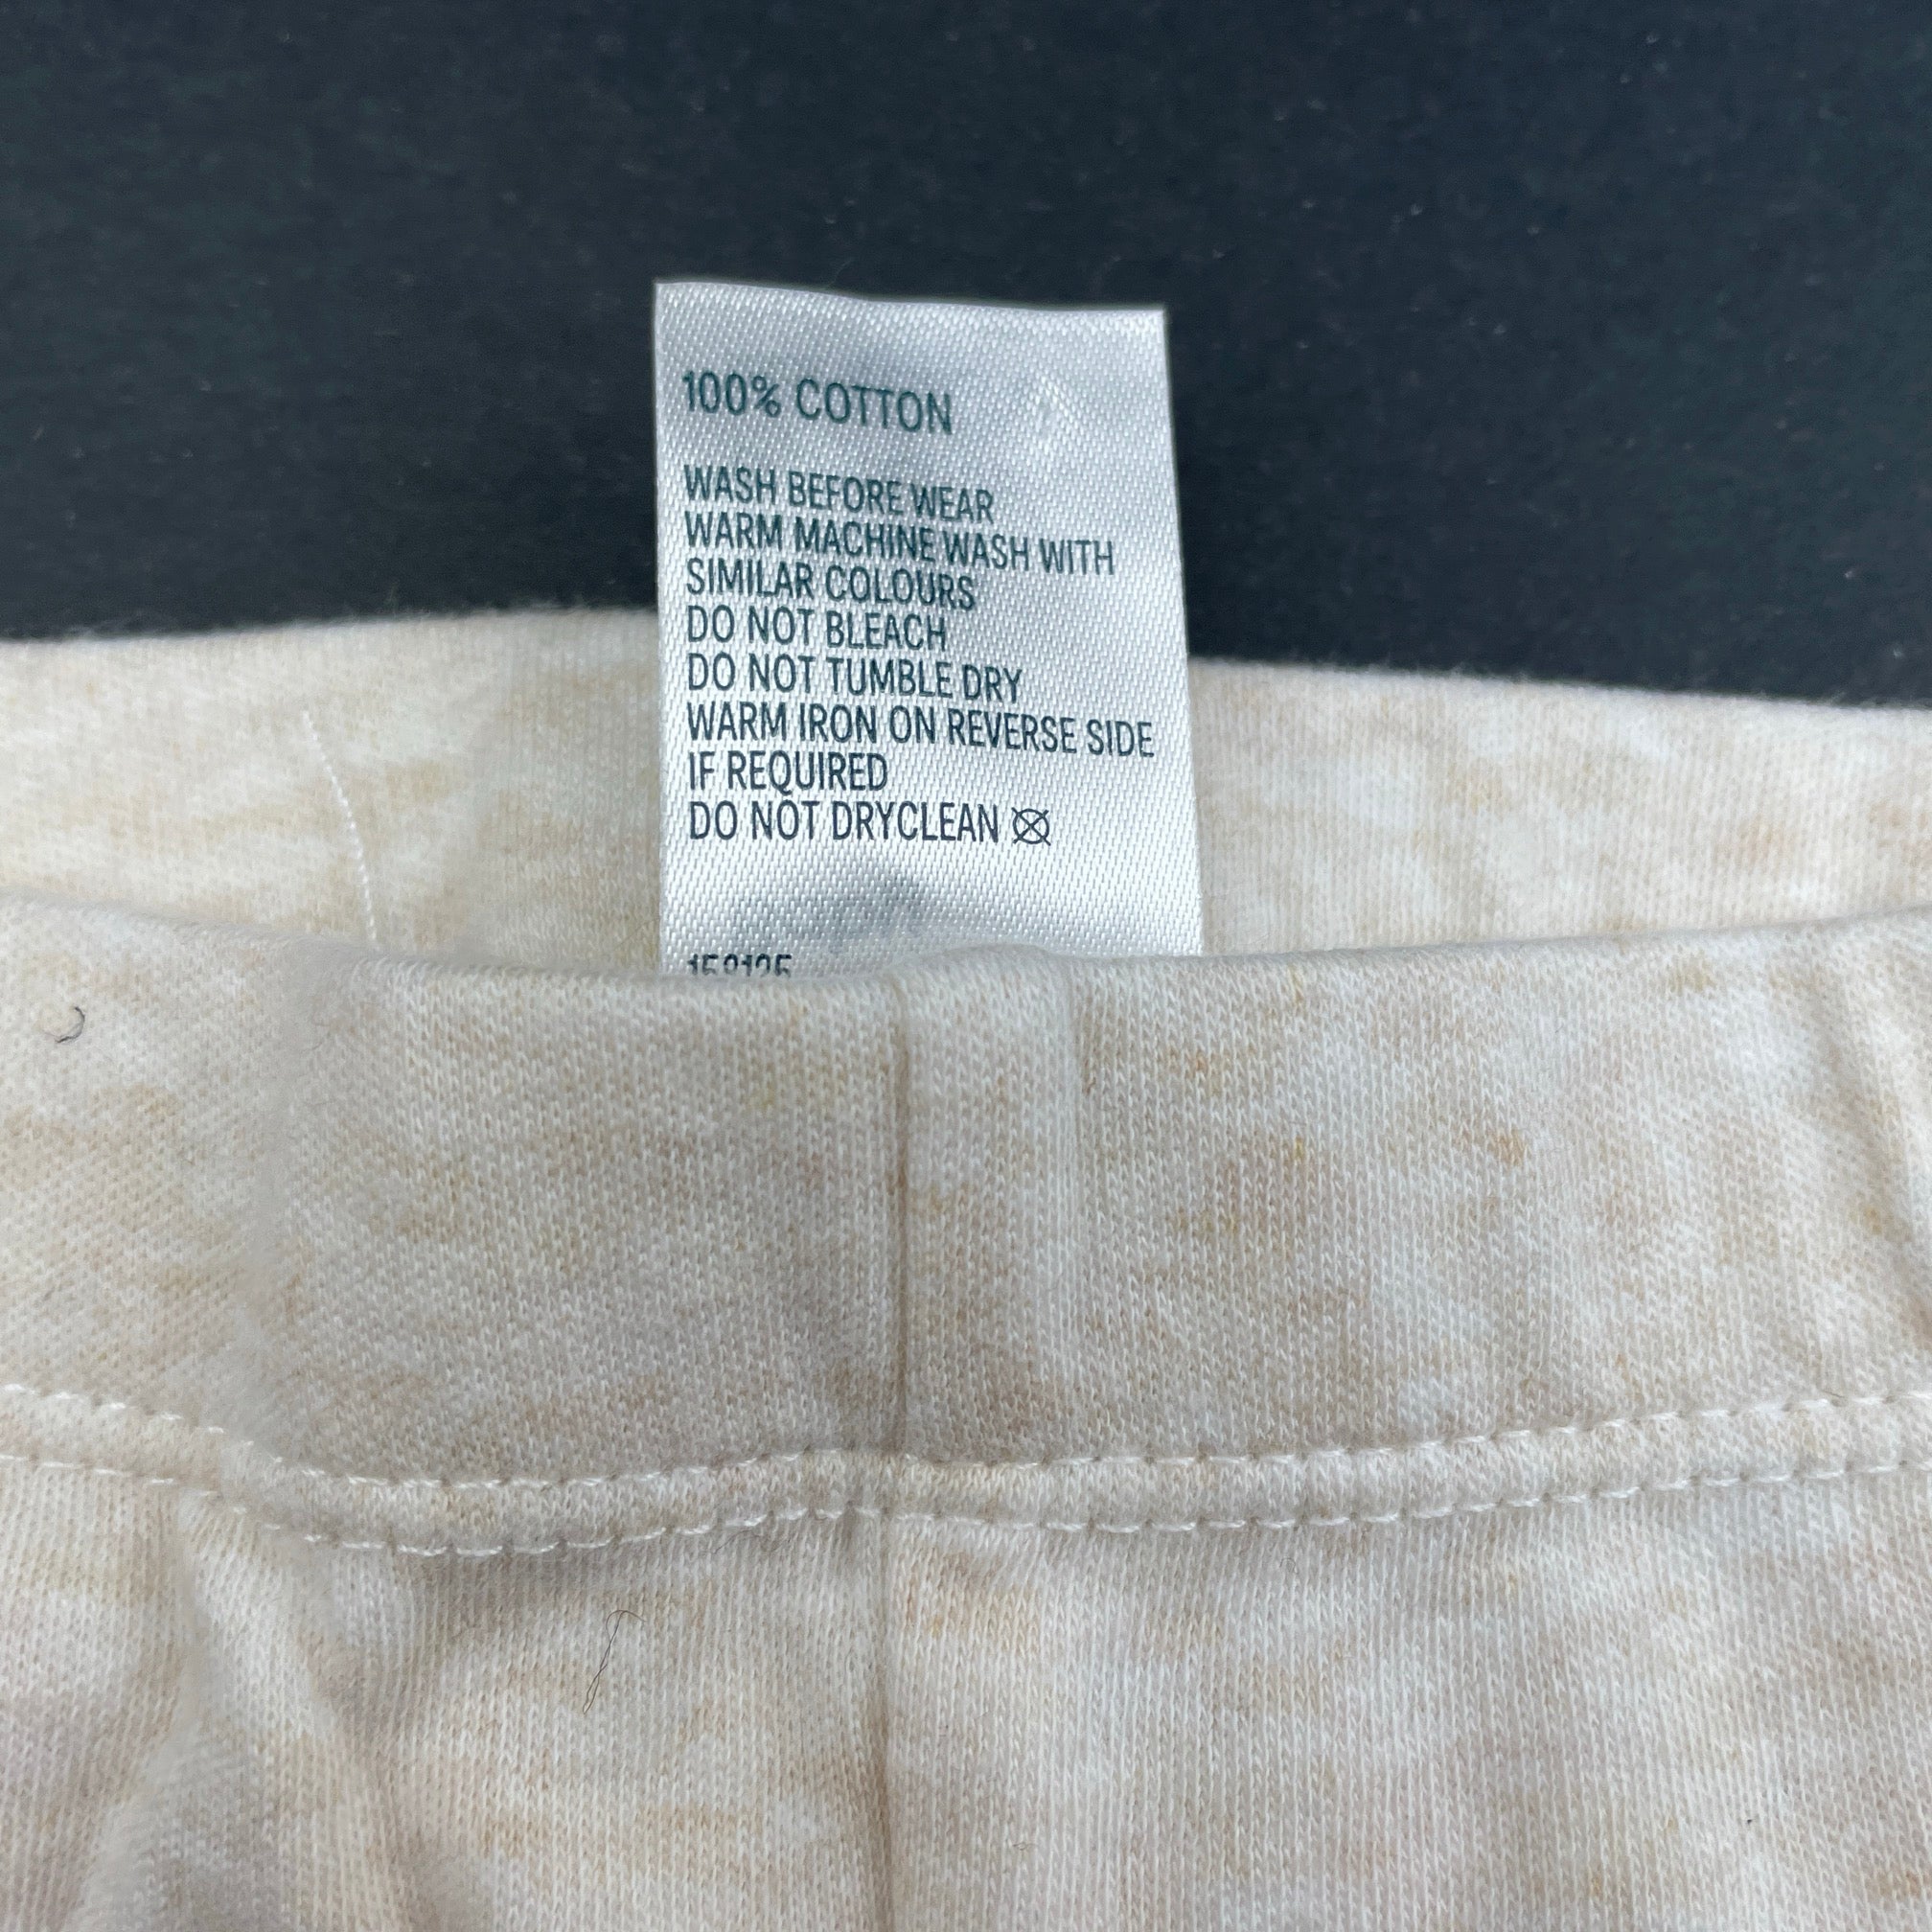 100% COTTON
WASH BEFORE WEAR
WARM MACHINE WASH WITH
SIMILAR COLOURS
DO NOT BLEACH
DO NOT TUMBLE DRY
WARM IRON ON REVERSE SIDE
IF REQUIRED
DO NOT DRYCLEAN